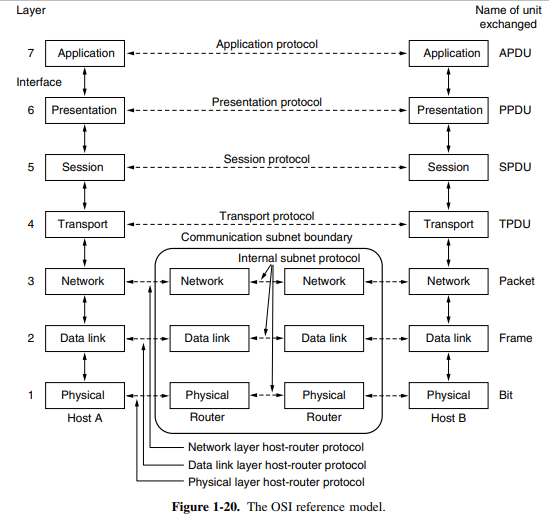 Layer
Name of unit
exchanged
Application protocol
7 Application Application APDU
Interface
Presentation protocol
6 Presentation Presentation PPDU
Session protocol
5 Session Session SPDU
Transport protocol
4 Transport Transport TPDU
Communication subnet boundary
Internal subnet protocol
3 Network Network Network Network Packet
2 Data link Data link Data link Data link Frame
1 Physical Physical Physical Physical Bit
Host A Router Router Host B
Network layer host-router protocol
Data link layer host-router protocol
Physical layer host-router protocol
Figure 1-20. The OSI reference model.